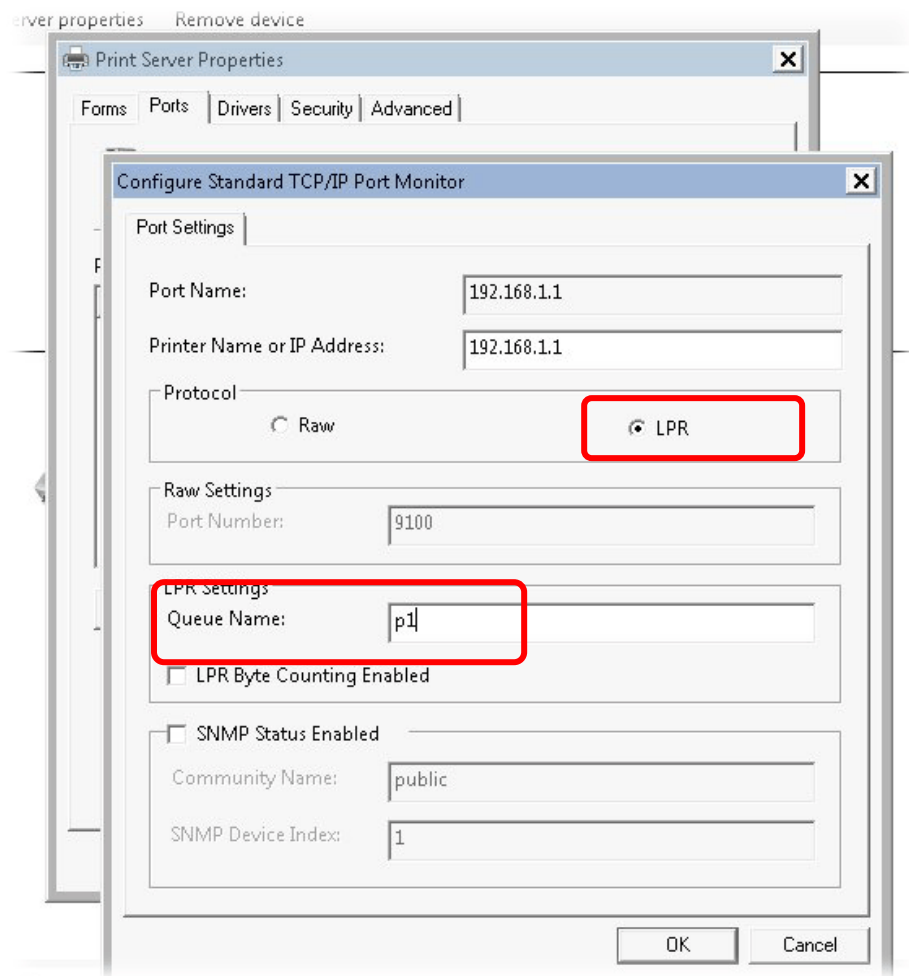 erver properties Remove device
Print Server Properties
Forms Ports Drivers Security Advanced
Configure Standard TCP/IP Port Monitor
Port Settings
Port Name: 192.168.1.1
Printer Name or IP Address: 192.168.1.1
Protocol
Raw LPR
Raw Settings
Port Number: 9100
LPR Settings
Queue Name: p1
LPR Byte Counting Enabled
SNMP Status Enabled
Community Name: public
SNMP Device Index: 1
OK Cancel